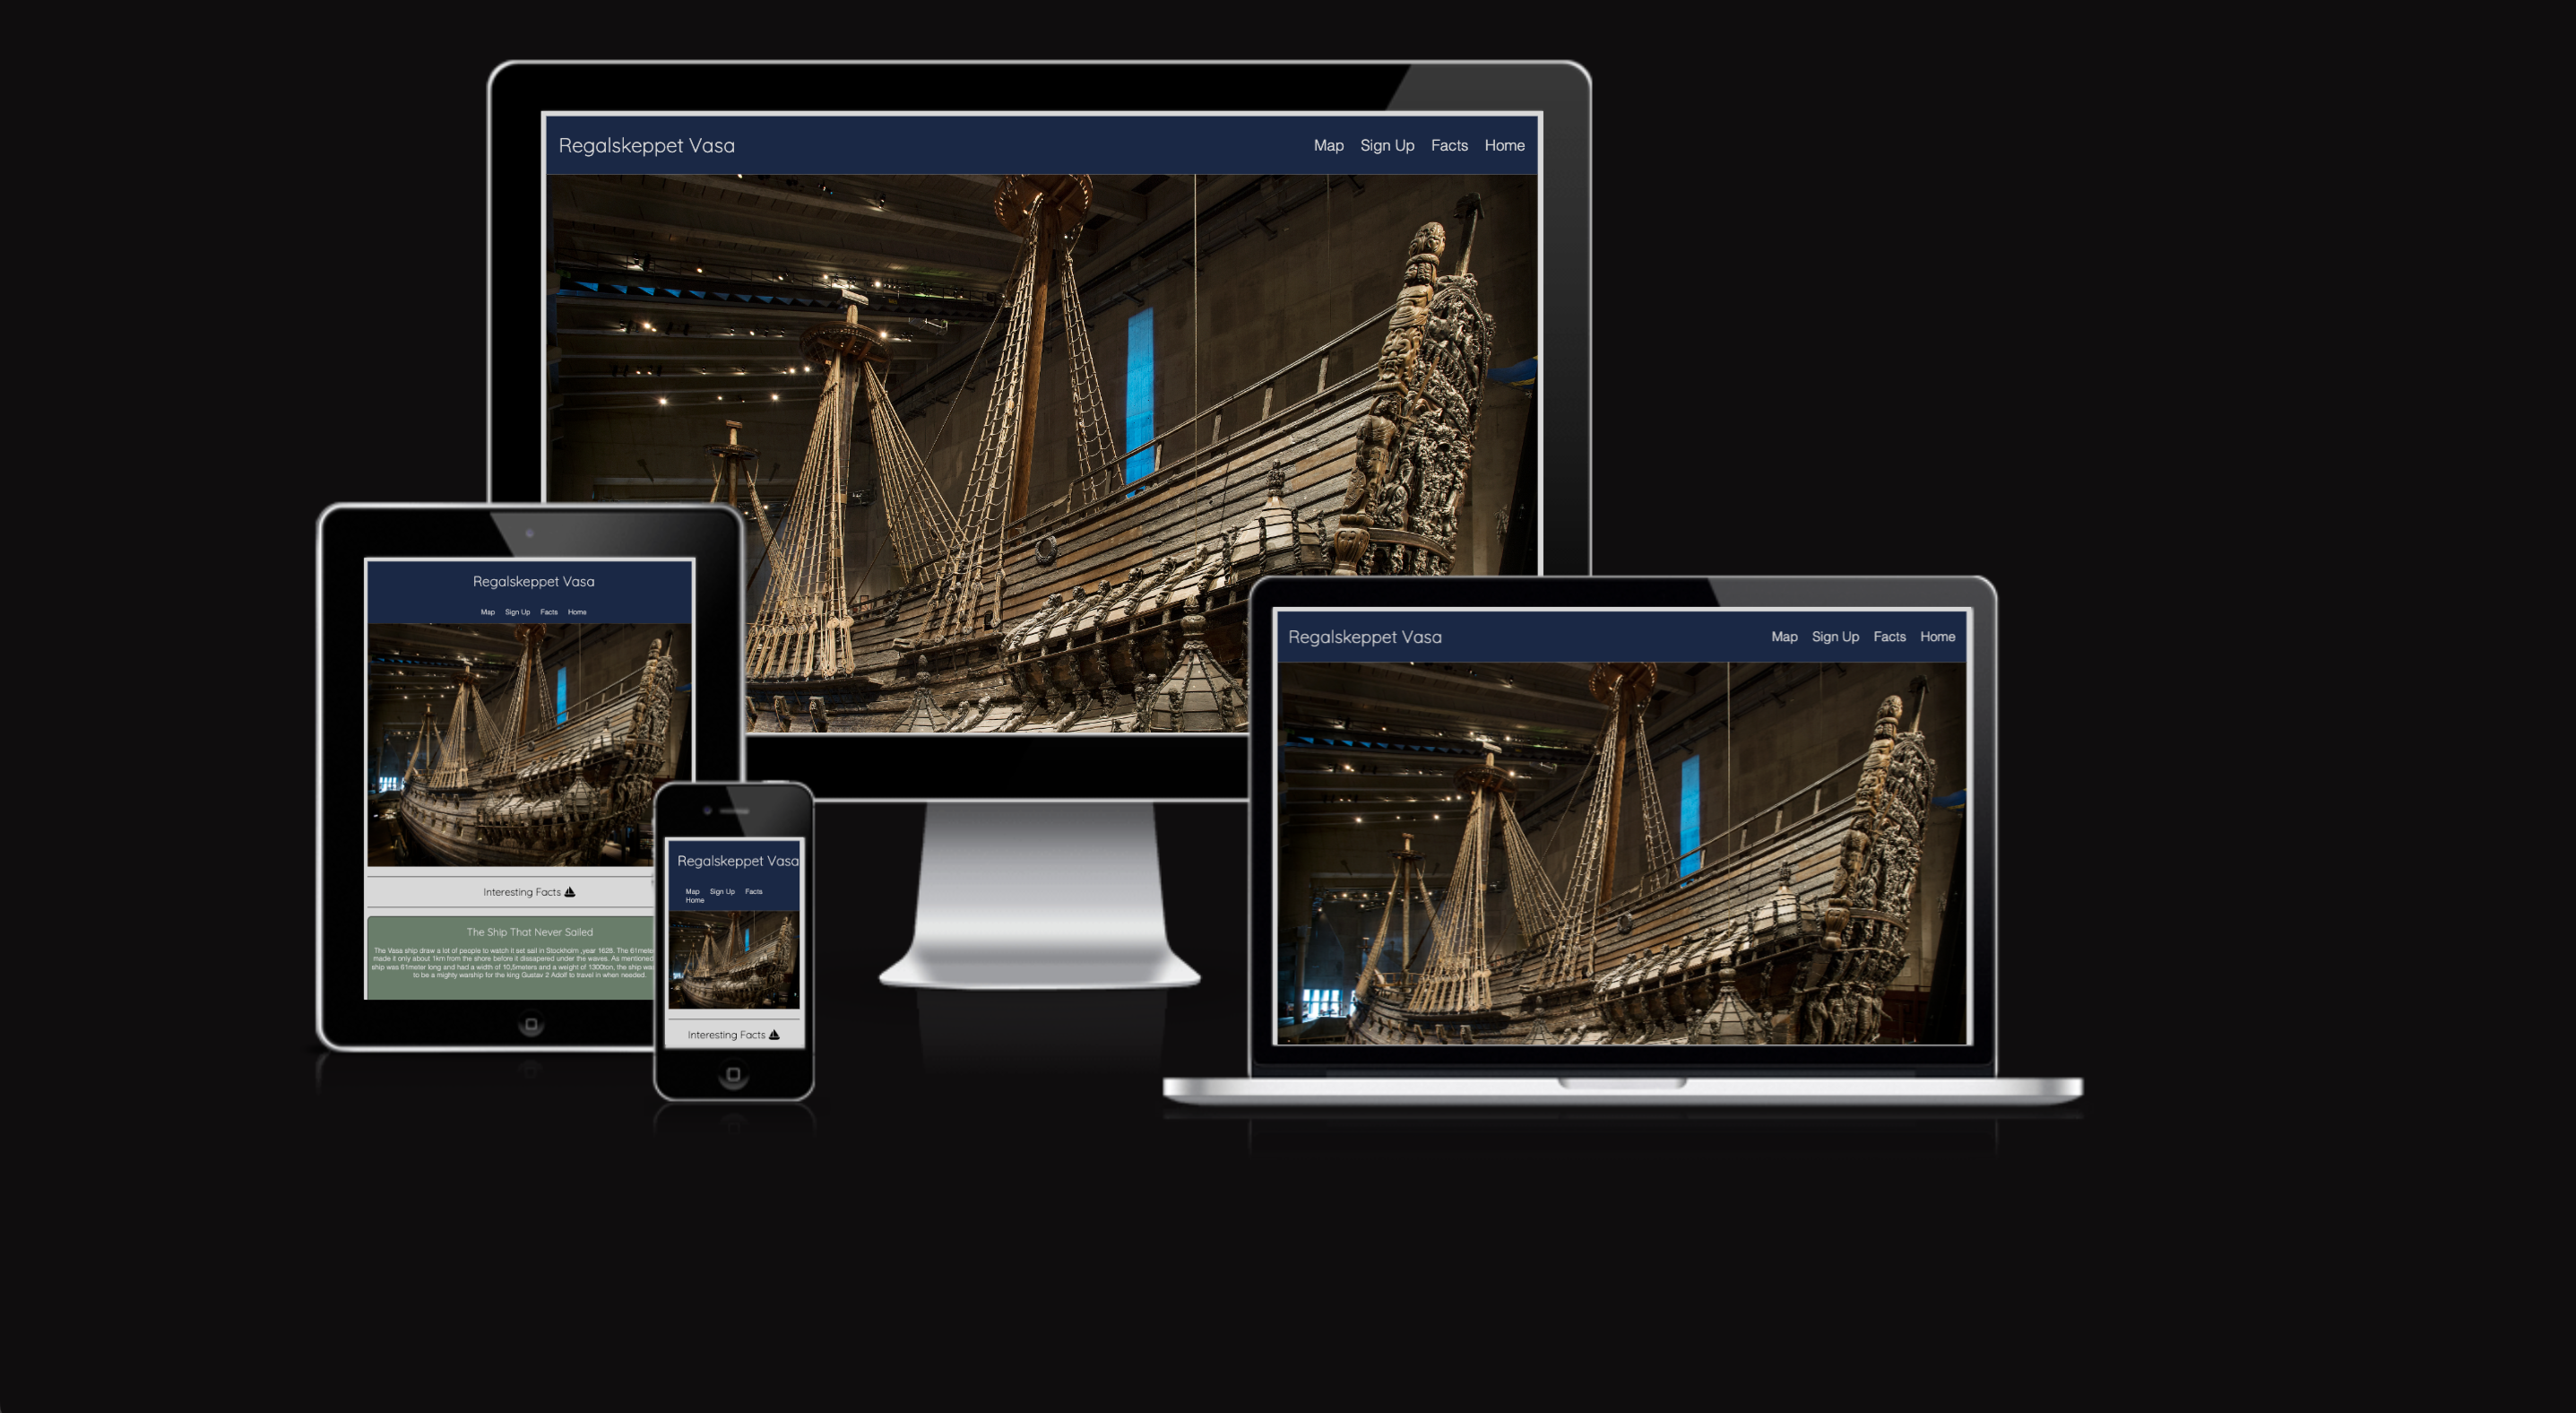 Regalskeppet Vasa
Map Sign Up Facts Home
Regalskeppet Vasa
Map Sign Up Facts Home
Interesting Facts
The Ship That Never Sailed
The Vasa ship draw a lot of people to watch it set sail in Stockholm ,year 1628. The 61mete
made it only about 1km from the shore before it dissapered under the waves. As mentioned
ship was 61meter long and had a width of 10,5meters and a weight of 1300ton, the ship wa
to be a mighty warship for the king Gustav 2 Adolf to travel in when needed.
Regalskeppet Vasa
Map Sign Up Facts
Home
Interesting Facts
Regalskeppet Vasa
Map Sign Up Facts Home